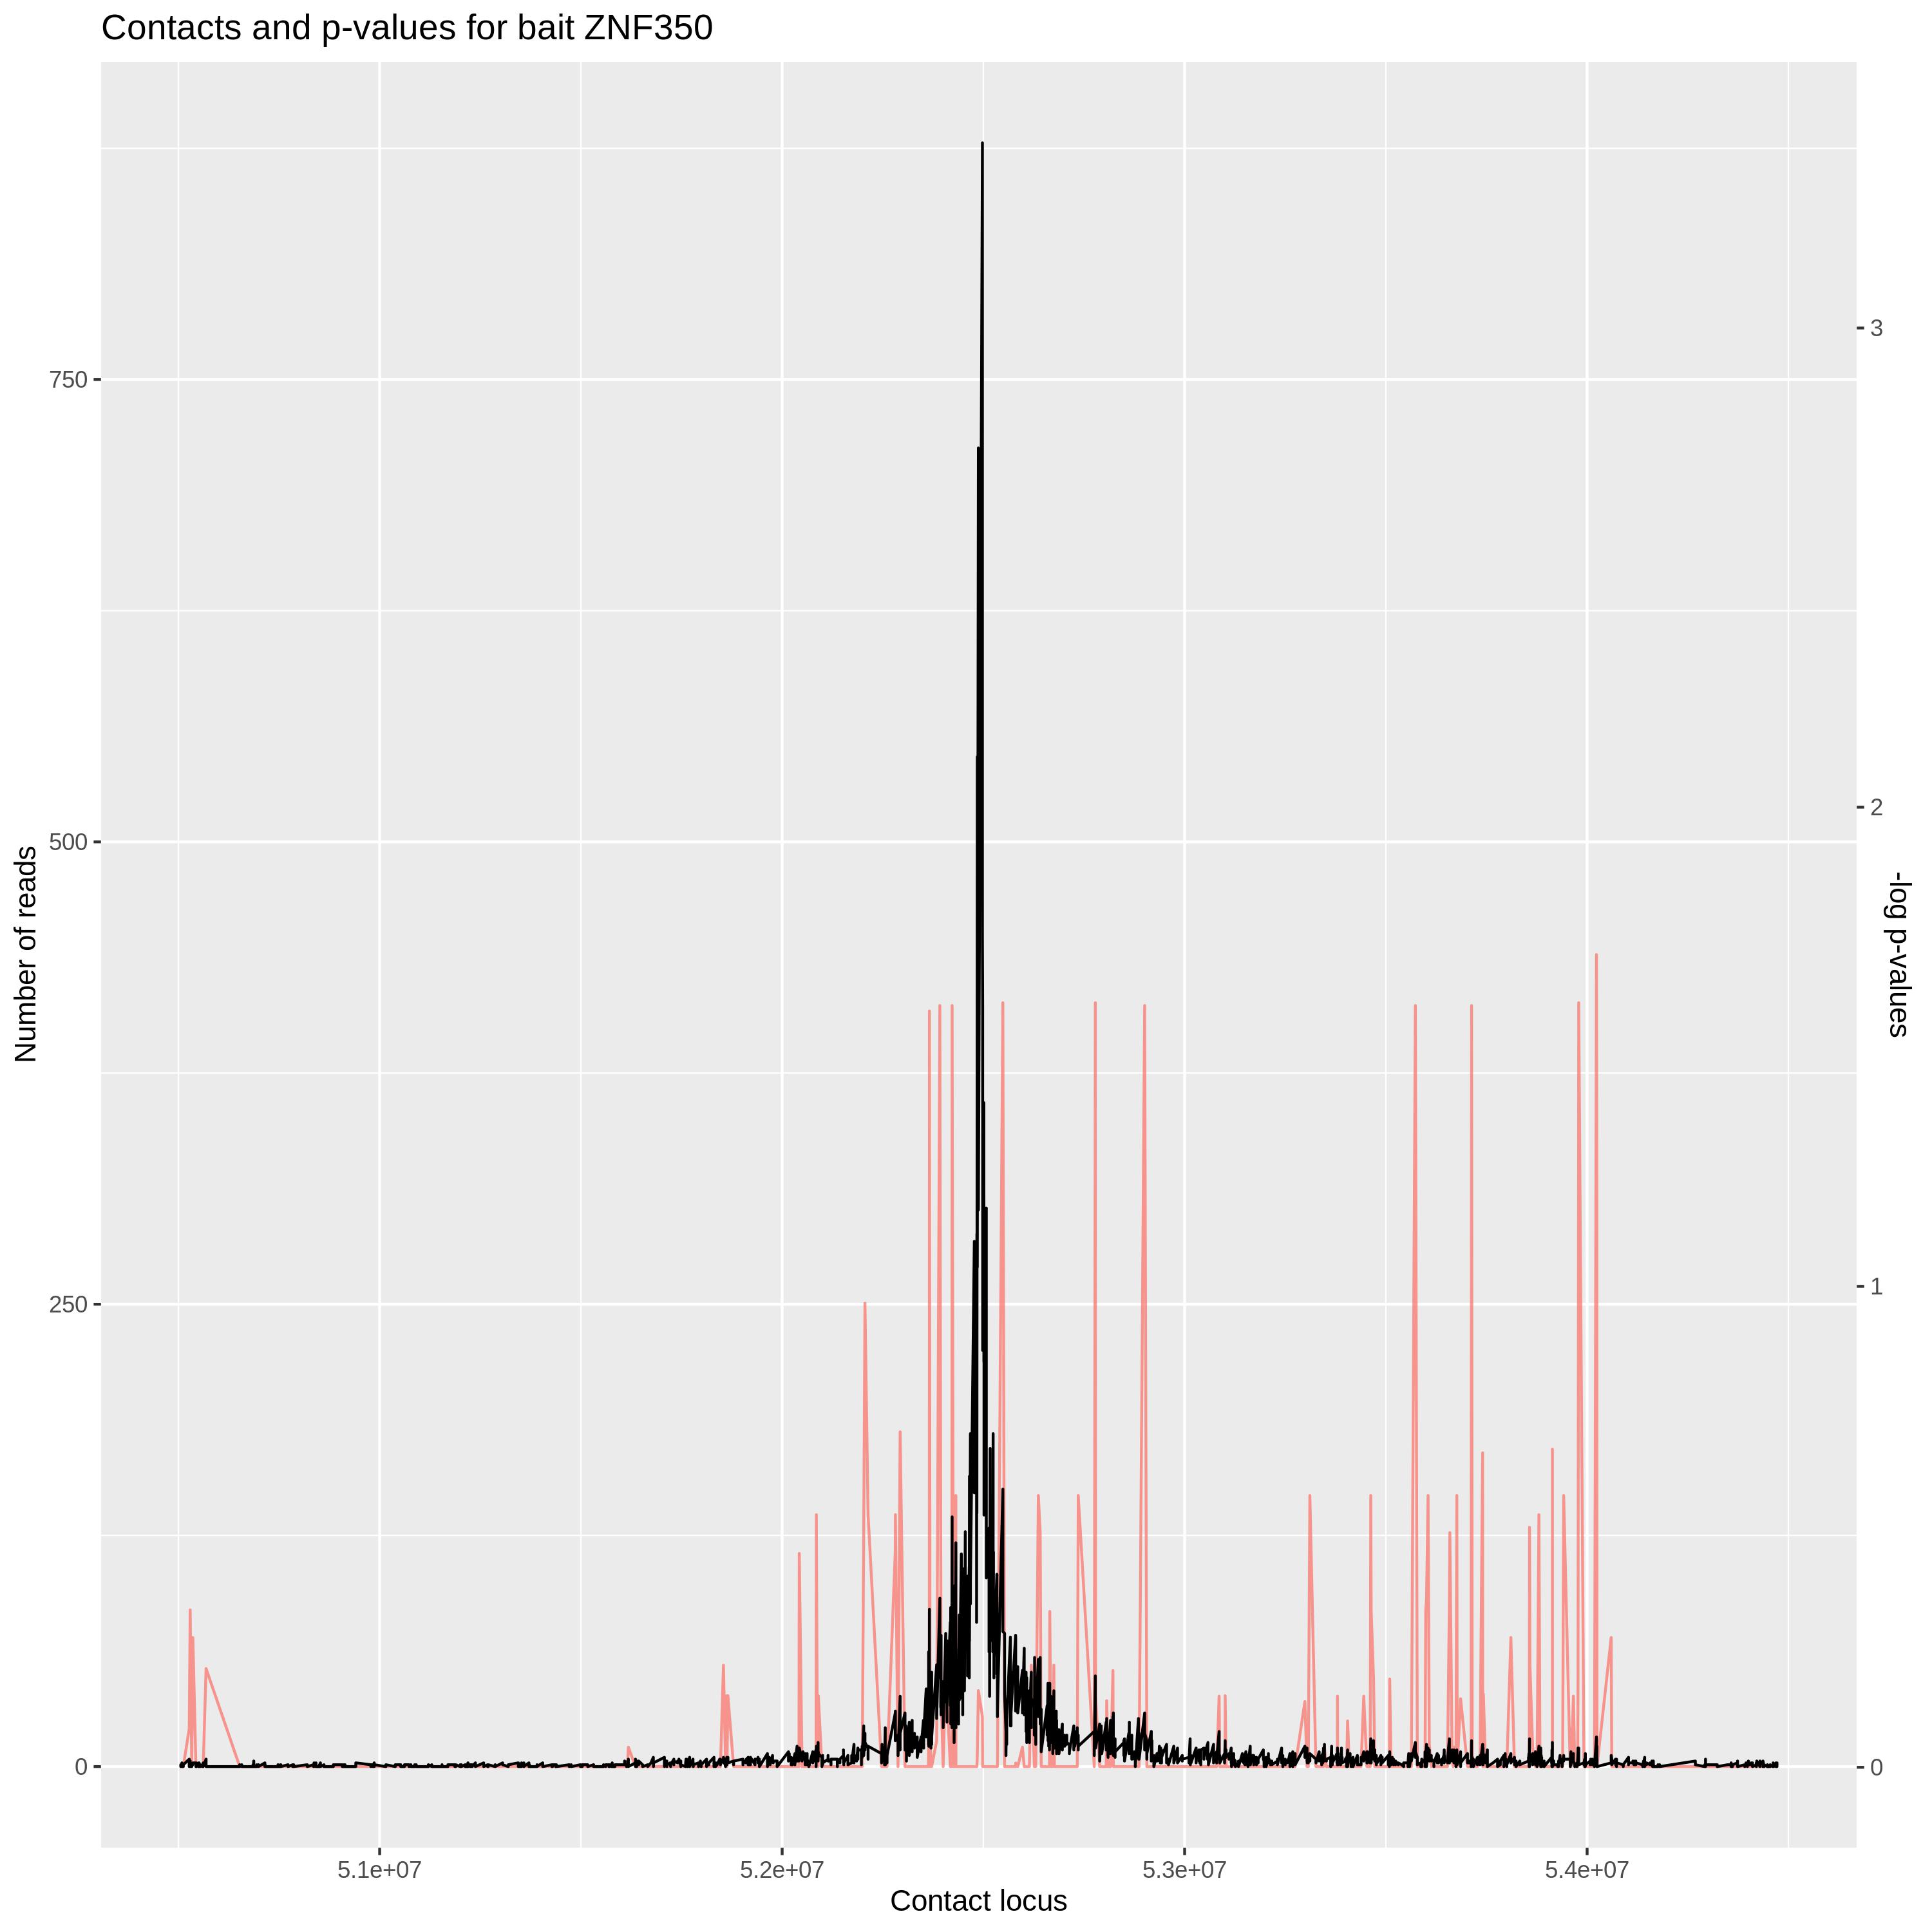 Contacts and p-values for bait ZNF350
750
500
250
0
Number of reads
3
2
1
0
-log p-values
5.1e+07
5.2e+07
5.3e+07
5.4e+07
Contact locus